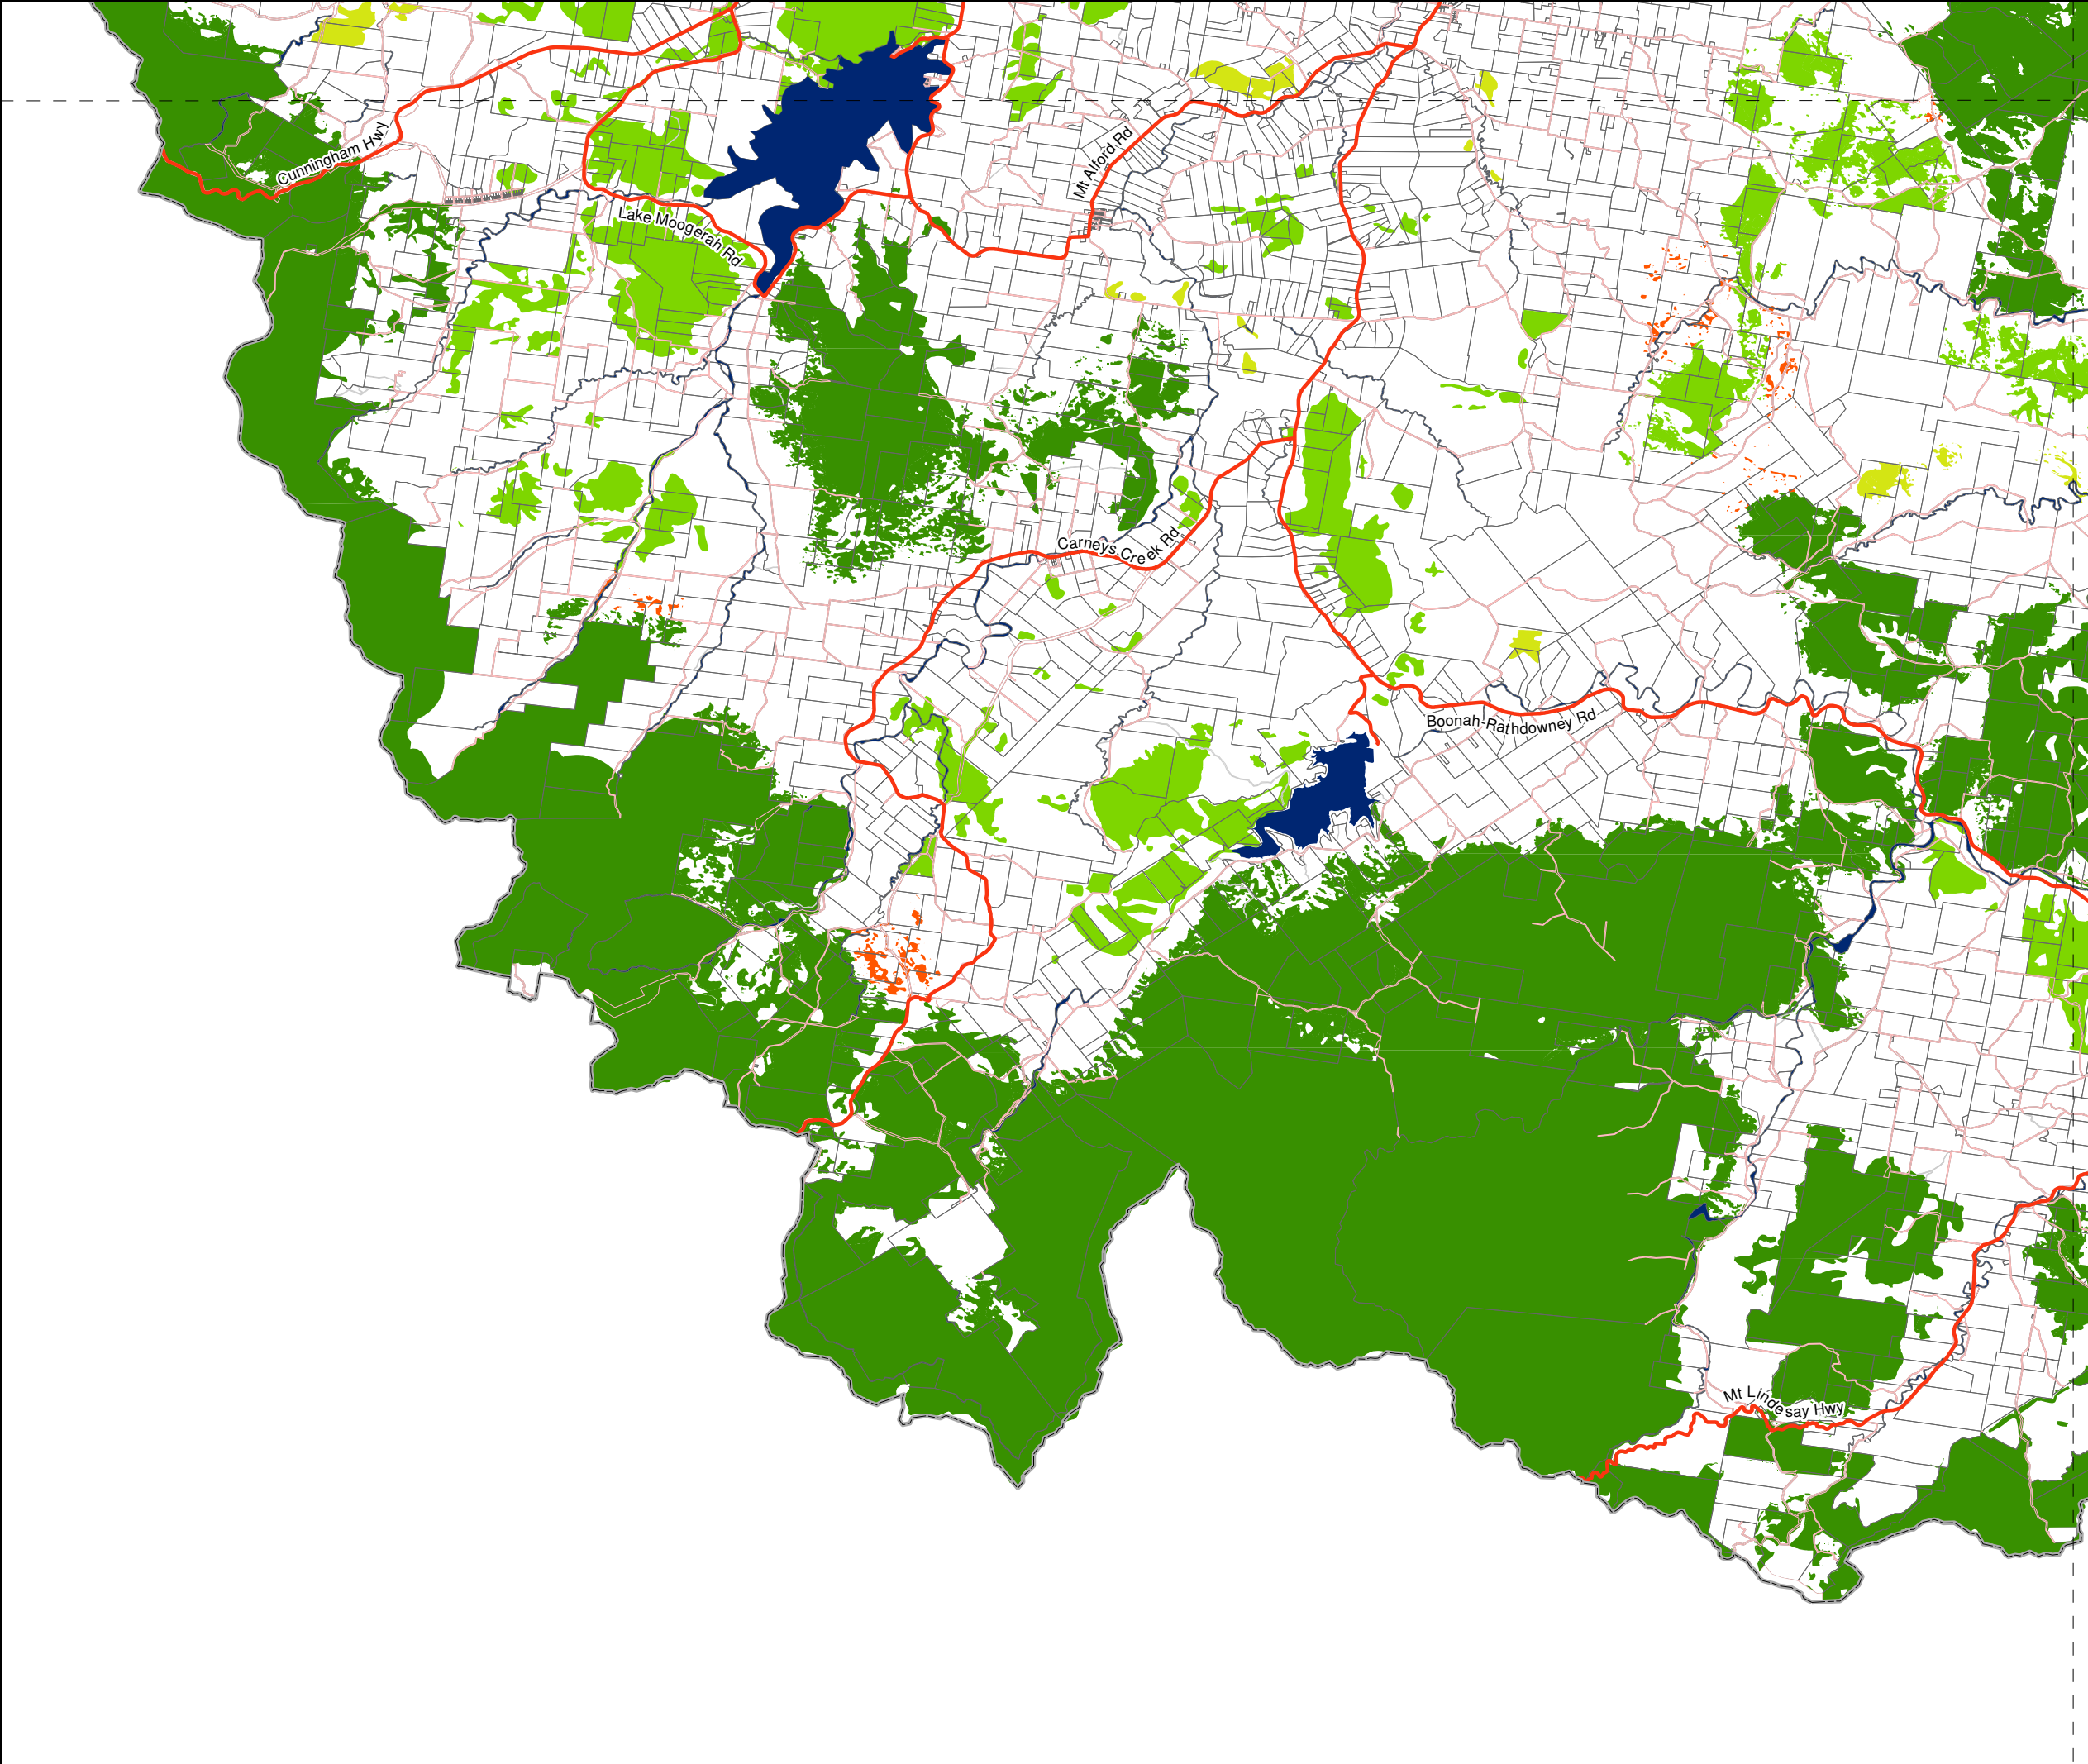 Cunningham Hwy
Mt Alford Rd
Lake Moogerah Rd
Carneys Creek Rd
Boonah-Rathdowney Rd
Mt Lindesay Hwy